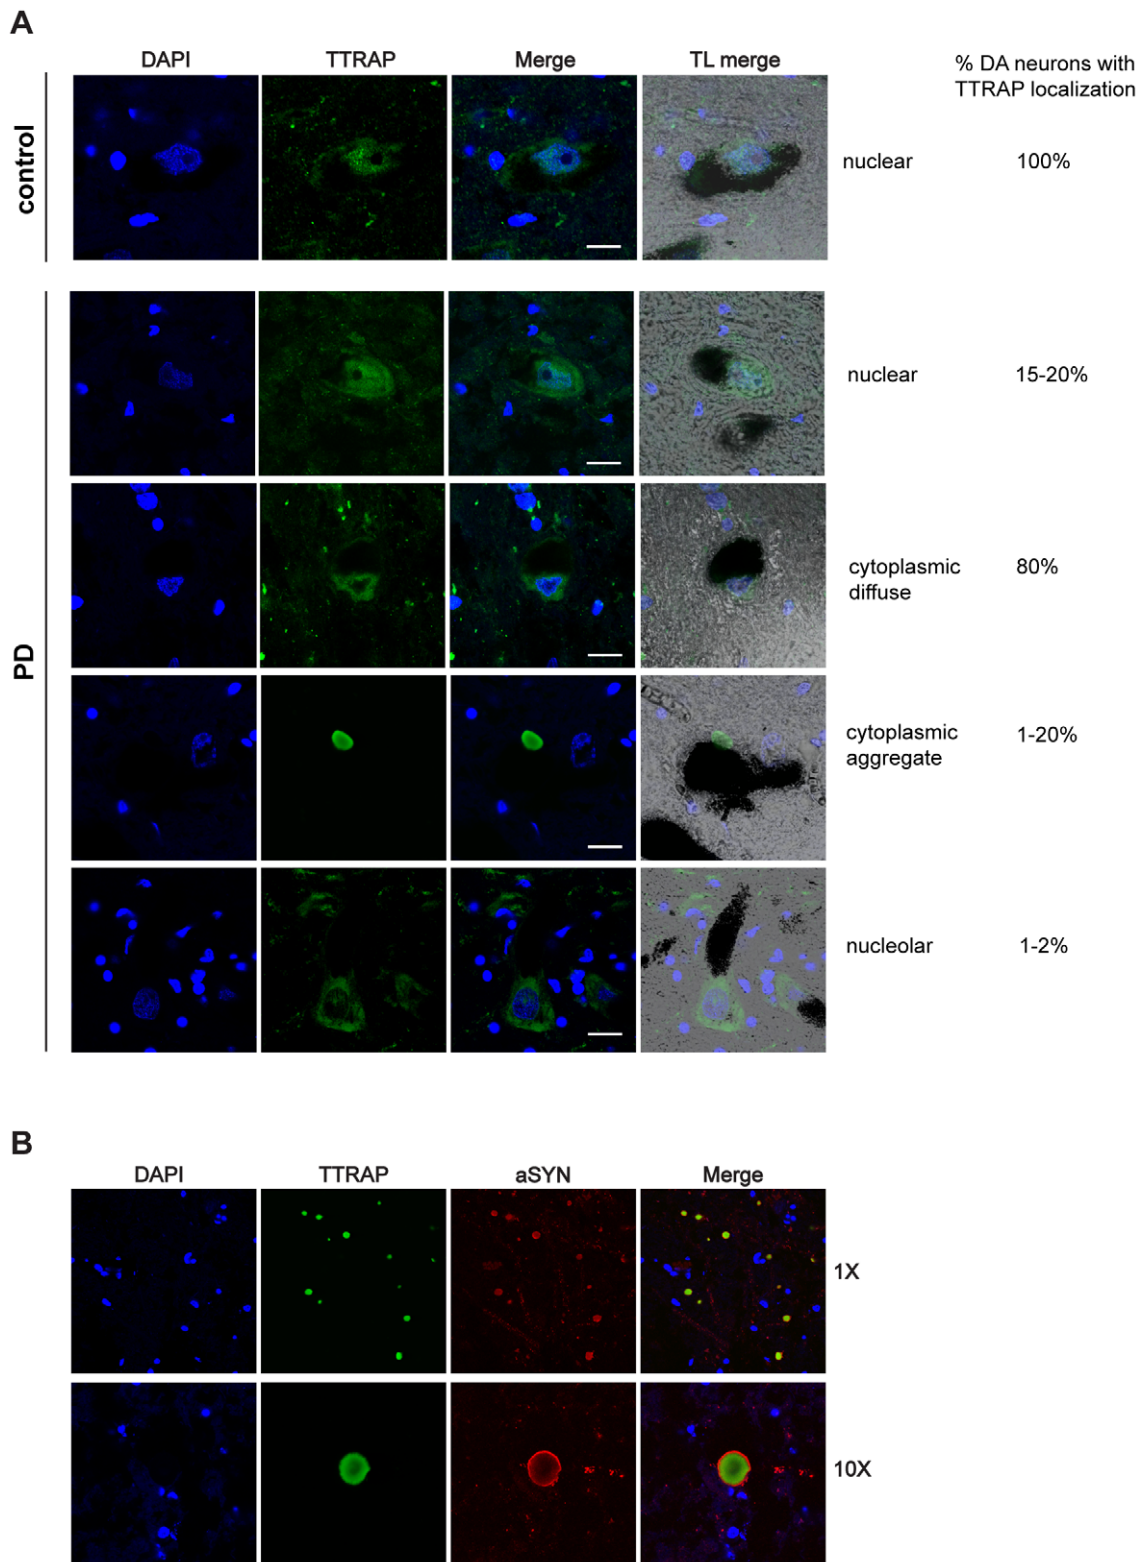 A
DAPI TTRAP Merge TL merge
% DA neurons with
TTRAP localization
control
nuclear 100%
PD
nuclear 15-20%
cytoplasmic
diffuse
80%
cytoplasmic
aggregate
1-20%
nucleolar 1-2%
B
DAPI TTRAP aSYN Merge
1X
10X